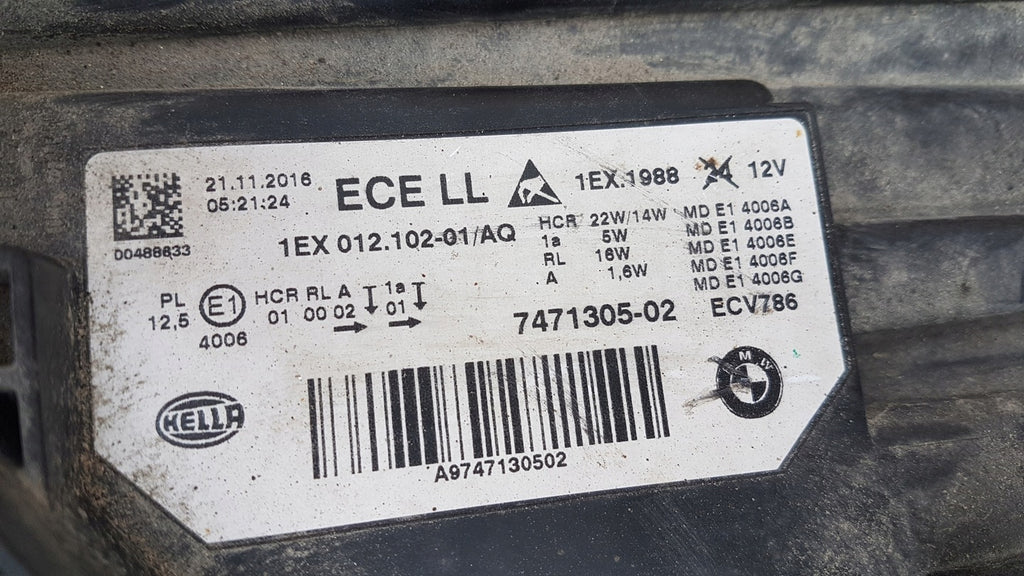 21.11.2016
05:21:24
00486633
ECE LL
1EX.1988 24 12V
1EX 012.102-01/AQ
HCR 22W/14W
1a 5W
RL 16W
A 1,6W
MD E1 4006A
MD E1 4006B
MD E1 4006E
MD E1 4006F
MD E1 4006G
PL
12,5
E1
4006
HCR RL A 1a
01 00 02 01
7471305-02
ECV786
HELLA
A9747130502
BMW